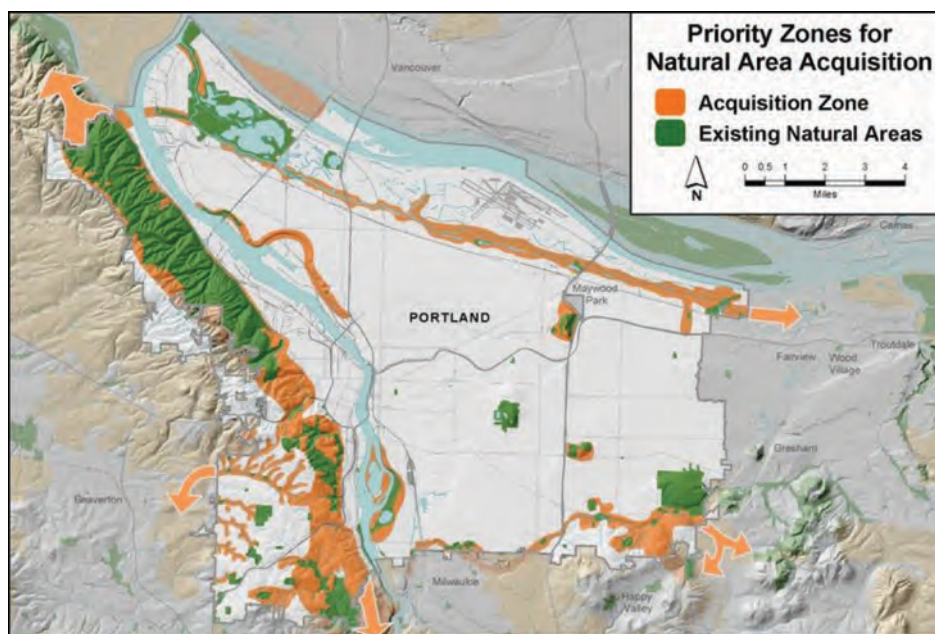 Priority Zones for
Natural Area Acquisition
Acquisition Zone
Existing Natural Areas
N
0 0.5 1 2 3 4
Miles
Vancouver
Camas
Maywood
Park
PORTLAND
Troutdale
Fairview
Wood
Village
Gresham
Beaverton
Milwaukie
Happy
Valley